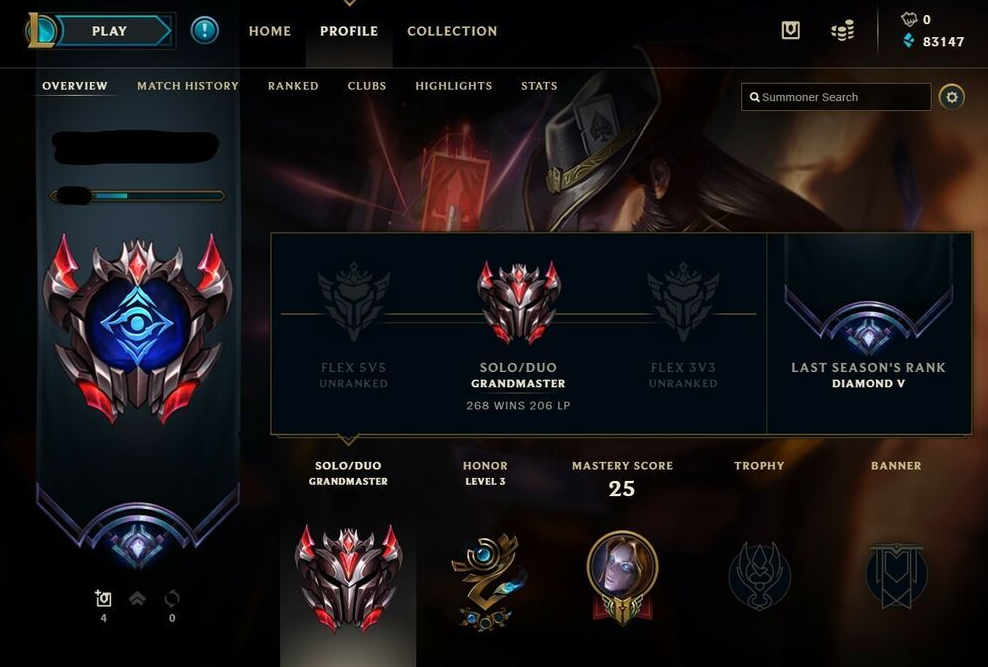 PLAY
HOME
PROFILE
COLLECTION
0
83147
OVERVIEW
MATCH HISTORY
RANKED
CLUBS
HIGHLIGHTS
STATS
Summoner Search
FLEX 5V5
UNRANKED
SOLO/DUO
GRANDMASTER
268 WINS 206 LP
FLEX 3V3
UNRANKED
LAST SEASON'S RANK
DIAMOND V
SOLO/DUO
GRANDMASTER
HONOR
LEVEL 3
MASTERY SCORE
25
TROPHY
BANNER
4
0